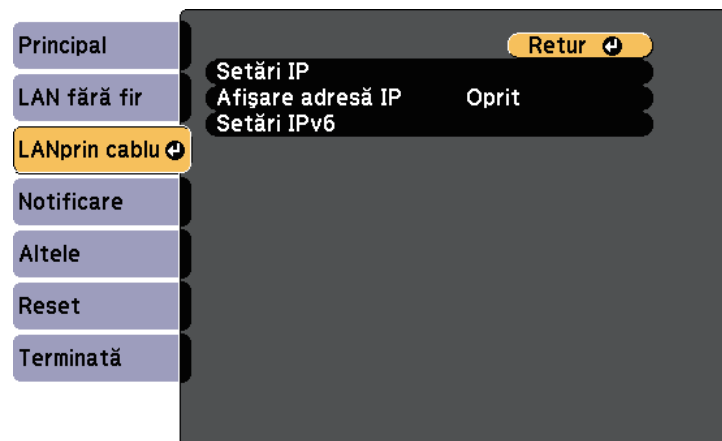 Principal
LAN fără fir
LANprin cablu
Notificare
Altele
Reset
Terminată
Retur
Setări IP
Afişare adresă IP Oprit
Setări IPv6